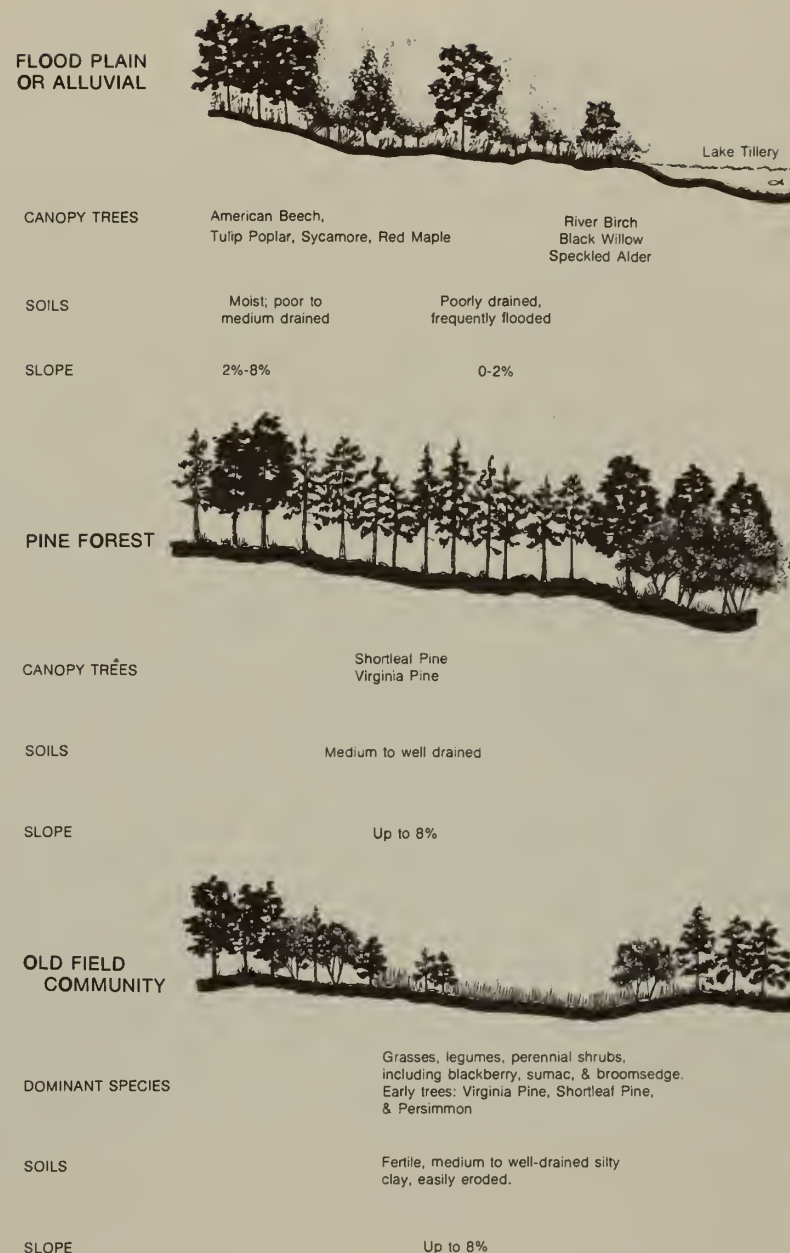 FLOOD PLAIN
OR ALLUVIAL
Lake Tillery
CANOPY TREES
American Beech,
Tulip Poplar, Sycamore, Red Maple
River Birch
Black Willow
Speckled Alder
SOILS
Moist; poor to
medium drained
Poorly drained,
frequently flooded
SLOPE
2%-8%
0-2%
PINE FOREST
CANOPY TREES
Shortleaf Pine
Virginia Pine
SOILS
Medium to well drained
SLOPE
Up to 8%
OLD FIELD
COMMUNITY
DOMINANT SPECIES
Grasses, legumes, perennial shrubs,
including blackberry, sumac, & broomsedge.
Early trees: Virginia Pine, Shortleaf Pine,
& Persimmon
SOILS
Fertile, medium to well-drained silty
clay, easily eroded.
SLOPE
Up to 8%